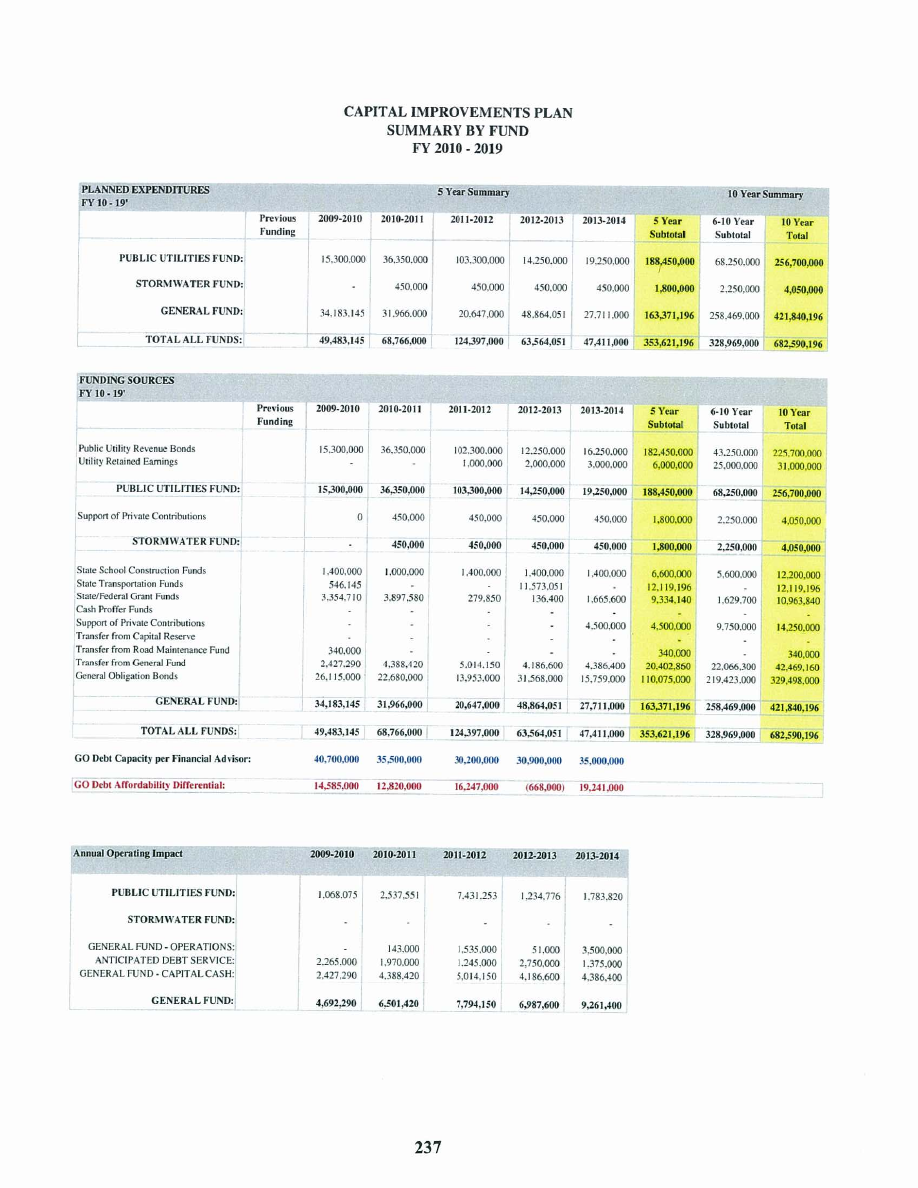 CAPITAL IMPROVEMENTS PLAN
SUMMARY BY FUND
FY 2010 - 2019
PLANNED EXPENDITURES 5 Year Summary 10 Year Summary
FY 10 - 19'
Previous 2009-2010 2010-2011 2011-2012 2012-2013 2013-2014 5 Year 6-10 Year 10 Year
Funding Subtotal Subtotal Total
PUBLIC UTILITIES FUND: 15,300,000 36,350,000 103,300,000 14,250,000 19,250,000 188,450,000 68,250,000 256,700,000
STORMWATER FUND: - 450,000 450,000 450,000 450,000 1,800,000 2,250,000 4,050,000
GENERAL FUND: 34,183,145 31,966,000 20,647,000 48,864,051 27,711,000 163,371,196 258,469,000 421,840,196
TOTAL ALL FUNDS: 49,483,145 68,766,000 124,397,000 63,564,051 47,411,000 353,621,196 328,969,000 682,590,196
FUNDING SOURCES
FY 10 - 19'
Previous 2009-2010 2010-2011 2011-2012 2012-2013 2013-2014 5 Year 6-10 Year 10 Year
Funding Subtotal Subtotal Total
Public Utility Revenue Bonds 15,300,000 36,350,000 102,300,000 12,250,000 16,250,000 182,450,000 43,250,000 225,700,000
Utility Retained Earnings - - 1,000,000 2,000,000 3,000,000 6,000,000 25,000,000 31,000,000
PUBLIC UTILITIES FUND: 15,300,000 36,350,000 103,300,000 14,250,000 19,250,000 188,450,000 68,250,000 256,700,000
Support of Private Contributions 0 450,000 450,000 450,000 450,000 1,800,000 2,250,000 4,050,000
STORMWATER FUND: - 450,000 450,000 450,000 450,000 1,800,000 2,250,000 4,050,000
State School Construction Funds 1,400,000 1,000,000 1,400,000 1,400,000 1,400,000 6,600,000 5,600,000 12,200,000
State Transportation Funds 546,145 - - 11,573,051 12,119,196 - 12,119,196
State/Federal Grant Funds 3,354,710 3,897,580 279,850 136,400 1,665,600 9,334,140 1,629,700 10,963,840
Cash Proffer Funds - - - - - - - -
Support of Private Contributions - - - - 4,500,000 4,500,000 9,750,000 14,250,000
Transfer from Capital Reserve - - - - - - - -
Transfer from Road Maintenance Fund 340,000 - - - - 340,000 - 340,000
Transfer from General Fund 2,427,290 4,388,420 5,014,150 4,186,600 4,386,400 20,402,860 22,066,300 42,469,160
General Obligation Bonds 26,115,000 22,680,000 13,953,000 31,568,000 15,759,000 110,075,000 219,423,000 329,498,000
GENERAL FUND: 34,183,145 31,966,000 20,647,000 48,864,051 27,711,000 163,371,196 258,469,000 421,840,196
TOTAL ALL FUNDS: 49,483,145 68,766,000 124,397,000 63,564,051 47,411,000 353,621,196 328,969,000 682,590,196
GO Debt Capacity per Financial Advisor: 40,700,000 35,500,000 30,200,000 30,900,000 35,000,000
GO Debt Affordability Differential: 14,585,000 12,820,000 16,247,000 (668,000) 19,241,000
Annual Operating Impact 2009-2010 2010-2011 2011-2012 2012-2013 2013-2014
PUBLIC UTILITIES FUND: 1,068,075 2,537,551 7,431,253 1,234,776 1,783,820
STORMWATER FUND: - - - - -
GENERAL FUND - OPERATIONS: - 143,000 1,535,000 51,000 3,500,000
ANTICIPATED DEBT SERVICE: 2,265,000 1,970,000 1,245,000 2,750,000 1,375,000
GENERAL FUND - CAPITAL CASH: 2,427,290 4,388,420 5,014,150 4,186,600 4,386,400
GENERAL FUND: 4,692,290 6,501,420 7,794,150 6,987,600 9,261,400
237